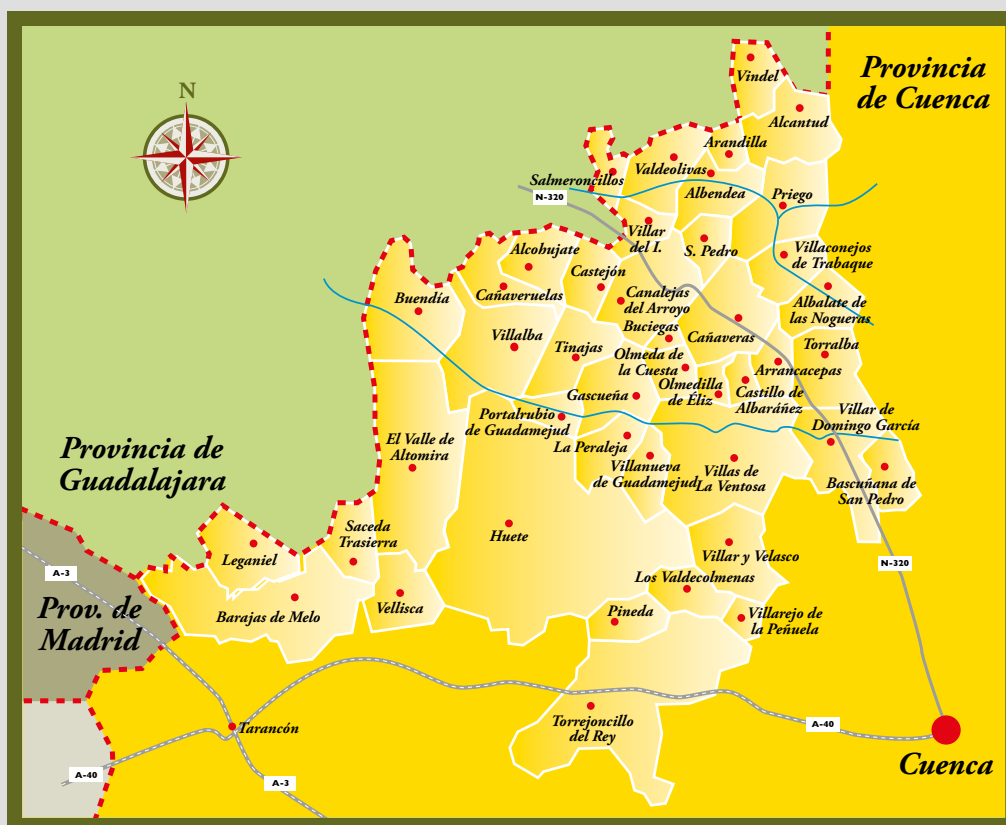 Provincia
de Cuenca
N
Vindel
Alcantud
Arandilla
Valdeolivas
Salmeroncillos
Albendea
Priego
N-320
Villar
del I.
S. Pedro
Villaconejos
de Trabaque
Alcohujate
Castejón
Buendía
Cañaveruelas
Canalejas
del Arroyo
Albalate de
las Nogueras
Buciegas
Cañaveras
Villalba
Tinajas
Torralba
Olmeda de
la Cuesta
Arrancacepas
Olmedilla
de Éliz
Castillo de
Albaráñez
Gascueña
Villar de
Domingo García
Portalrubio
de Guadamejud
El Valle de
Altomira
La Peraleja
Provincia de
Guadalajara
Villanueva
de Guadamejud
Villas de
La Ventosa
Bascuñana de
San Pedro
Saceda
Trasierra
Huete
Leganiel
Villar y Velasco
N-320
A-3
Los Valdecolmenas
Prov. de
Madrid
Barajas de Melo
Vellisca
Pineda
Villarejo de
la Peñuela
Torrejoncillo
del Rey
Tarancón
A-40
Cuenca
A-40
A-3